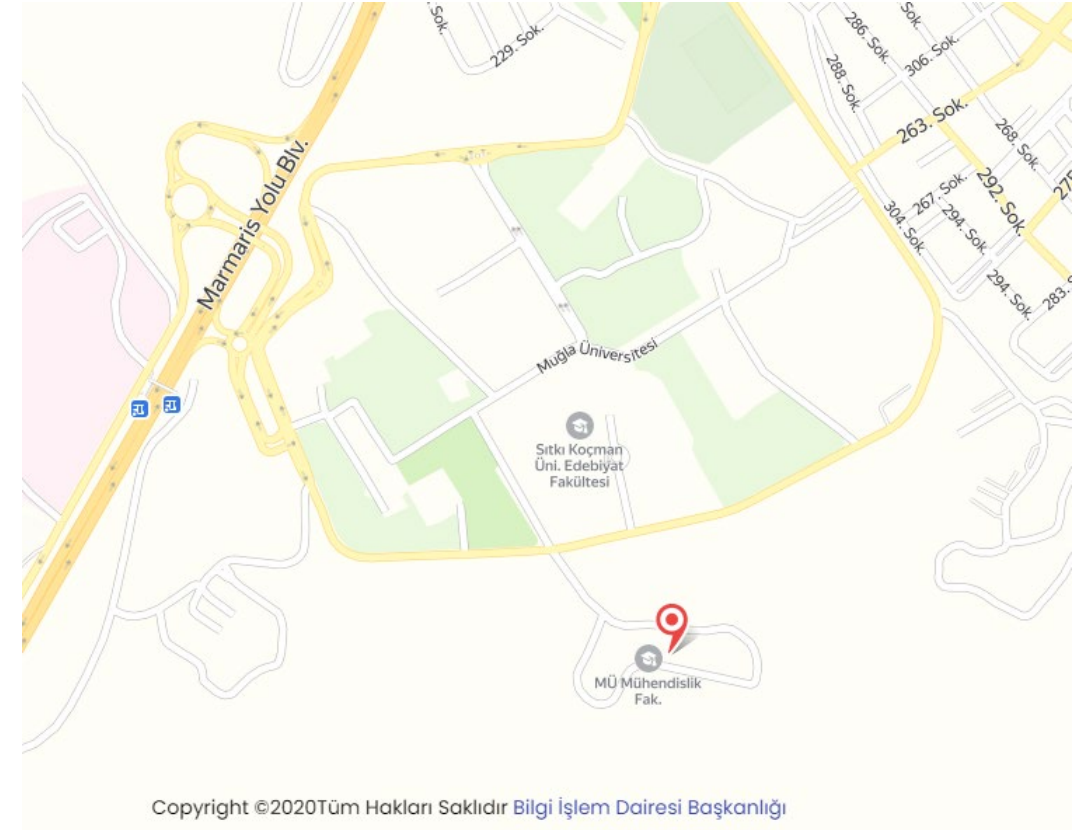 Sok.
229. Sok.
286. Sok.
Sok.
306. Sok.
288. Sok.
263. Sok.
268. Sok.
292. Sok.
267. Sok.
304. Sok.
294. Sok.
294. Sok.
283. S
Marmaris Yolu Blv.
Muğla Üniversitesi
Sıtkı Koçman
Üni. Edebiyat
Fakültesi
MÜ Mühendislik
Fak.
Copyright ©2020Tüm Hakları Saklıdır Bilgi İşlem Dairesi Başkanlığı